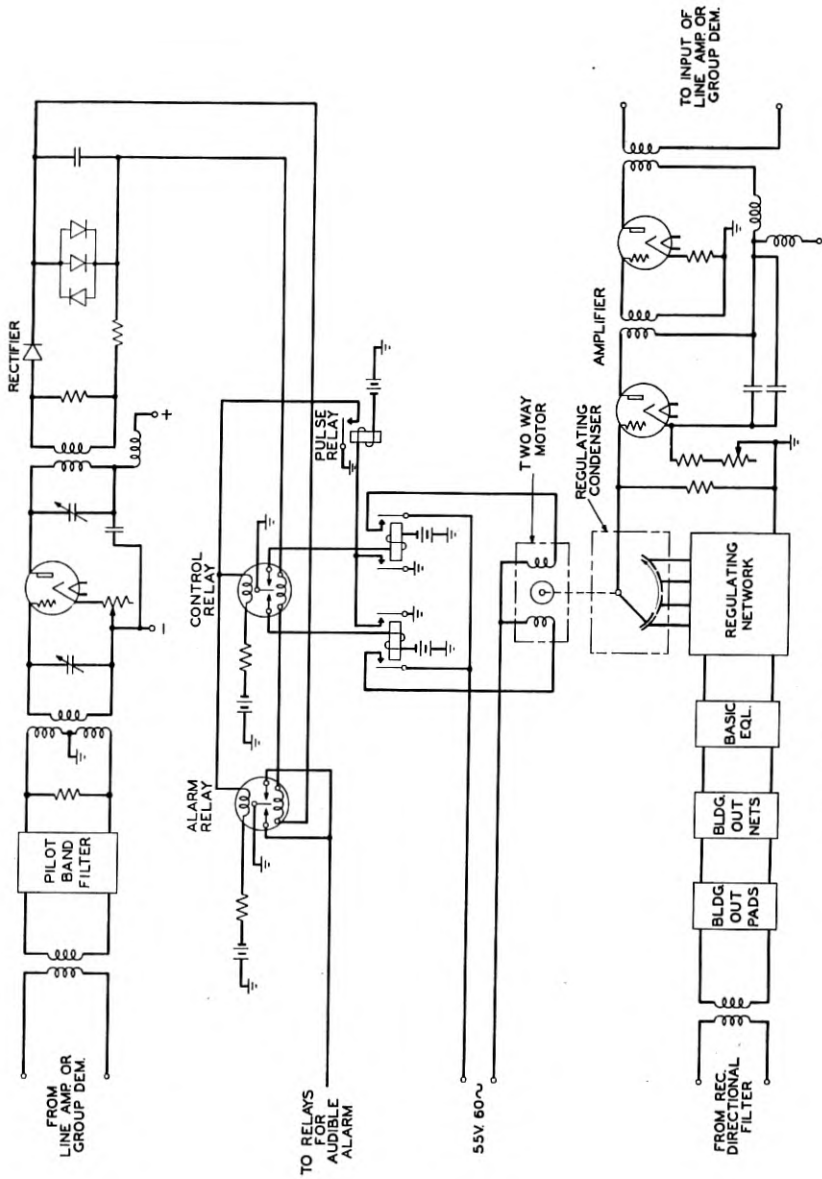 FROM
LINE AMP. OR
GROUP DEM.
PILOT
BAND
FILTER
−
+
RECTIFIER
ALARM
RELAY
CONTROL
RELAY
PULSE
RELAY
TO RELAYS
FOR
AUDIBLE
ALARM
55V. 60~
TWO WAY
MOTOR
REGULATING
CONDENSER
FROM REC.
DIRECTIONAL
FILTER
BLDG.
OUT
PADS
BLDG.
OUT
NETS
BASIC
EQL.
REGULATING
NETWORK
AMPLIFIER
TO INPUT OF
LINE AMP. OR
GROUP DEM.